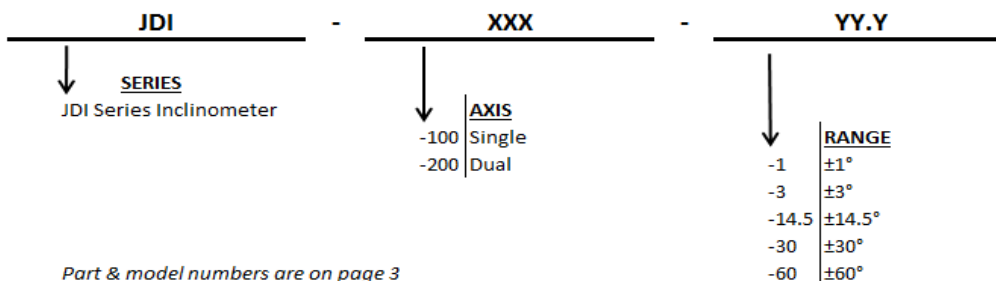 JDI - XXX - YY.Y
SERIES
JDI Series Inclinometer
AXIS
-100 Single
-200 Dual
RANGE
-1 ±1°
-3 ±3°
-14.5 ±14.5°
-30 ±30°
-60 ±60°
Part & model numbers are on page 3